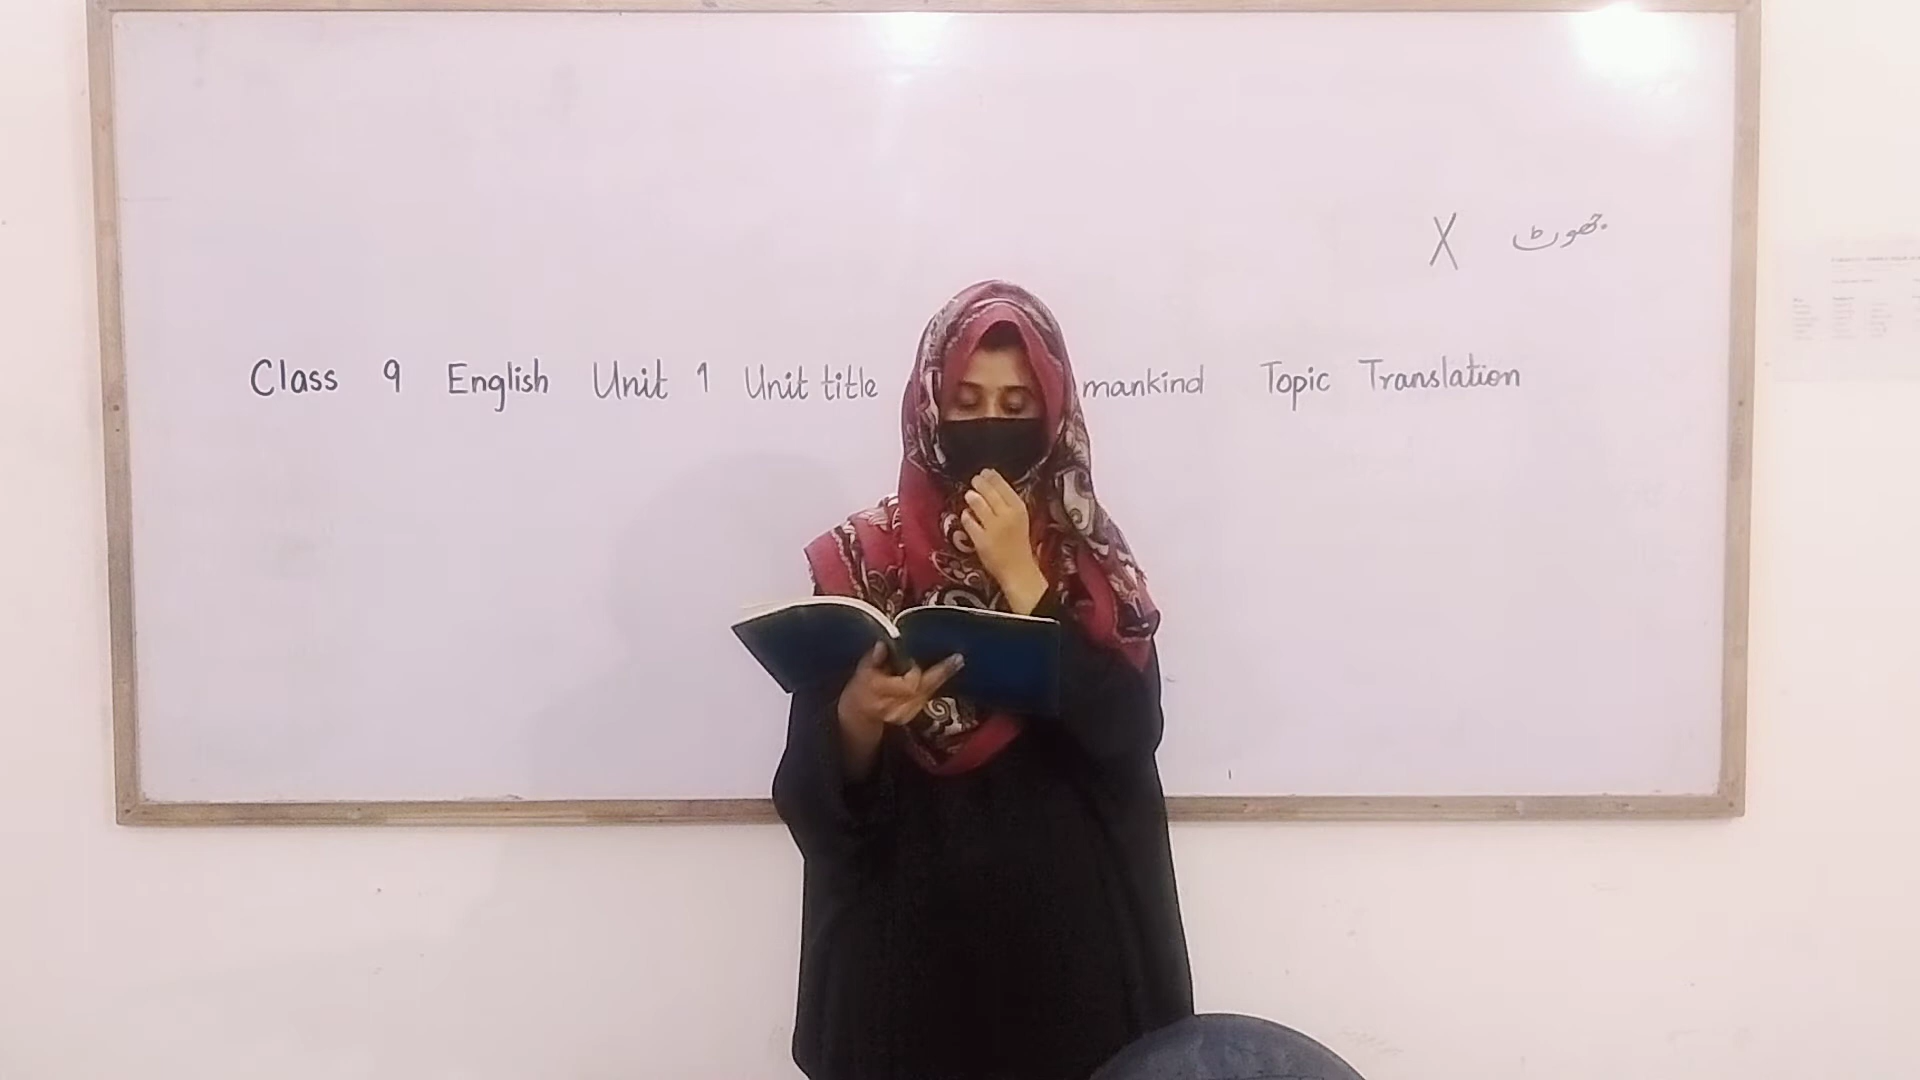 X جھوٹ
Class 9 English Unit 1 Unit title mankind Topic Translation